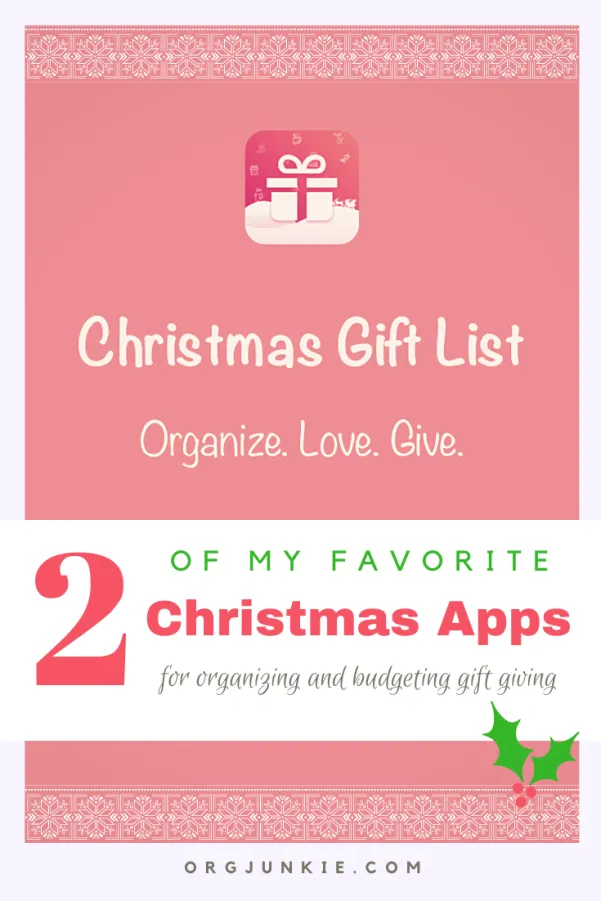 Christmas Gift List
Organize. Love. Give.
2
OF MY FAVORITE
Christmas Apps
for organizing and budgeting gift giving
ORGJUNKIE.COM